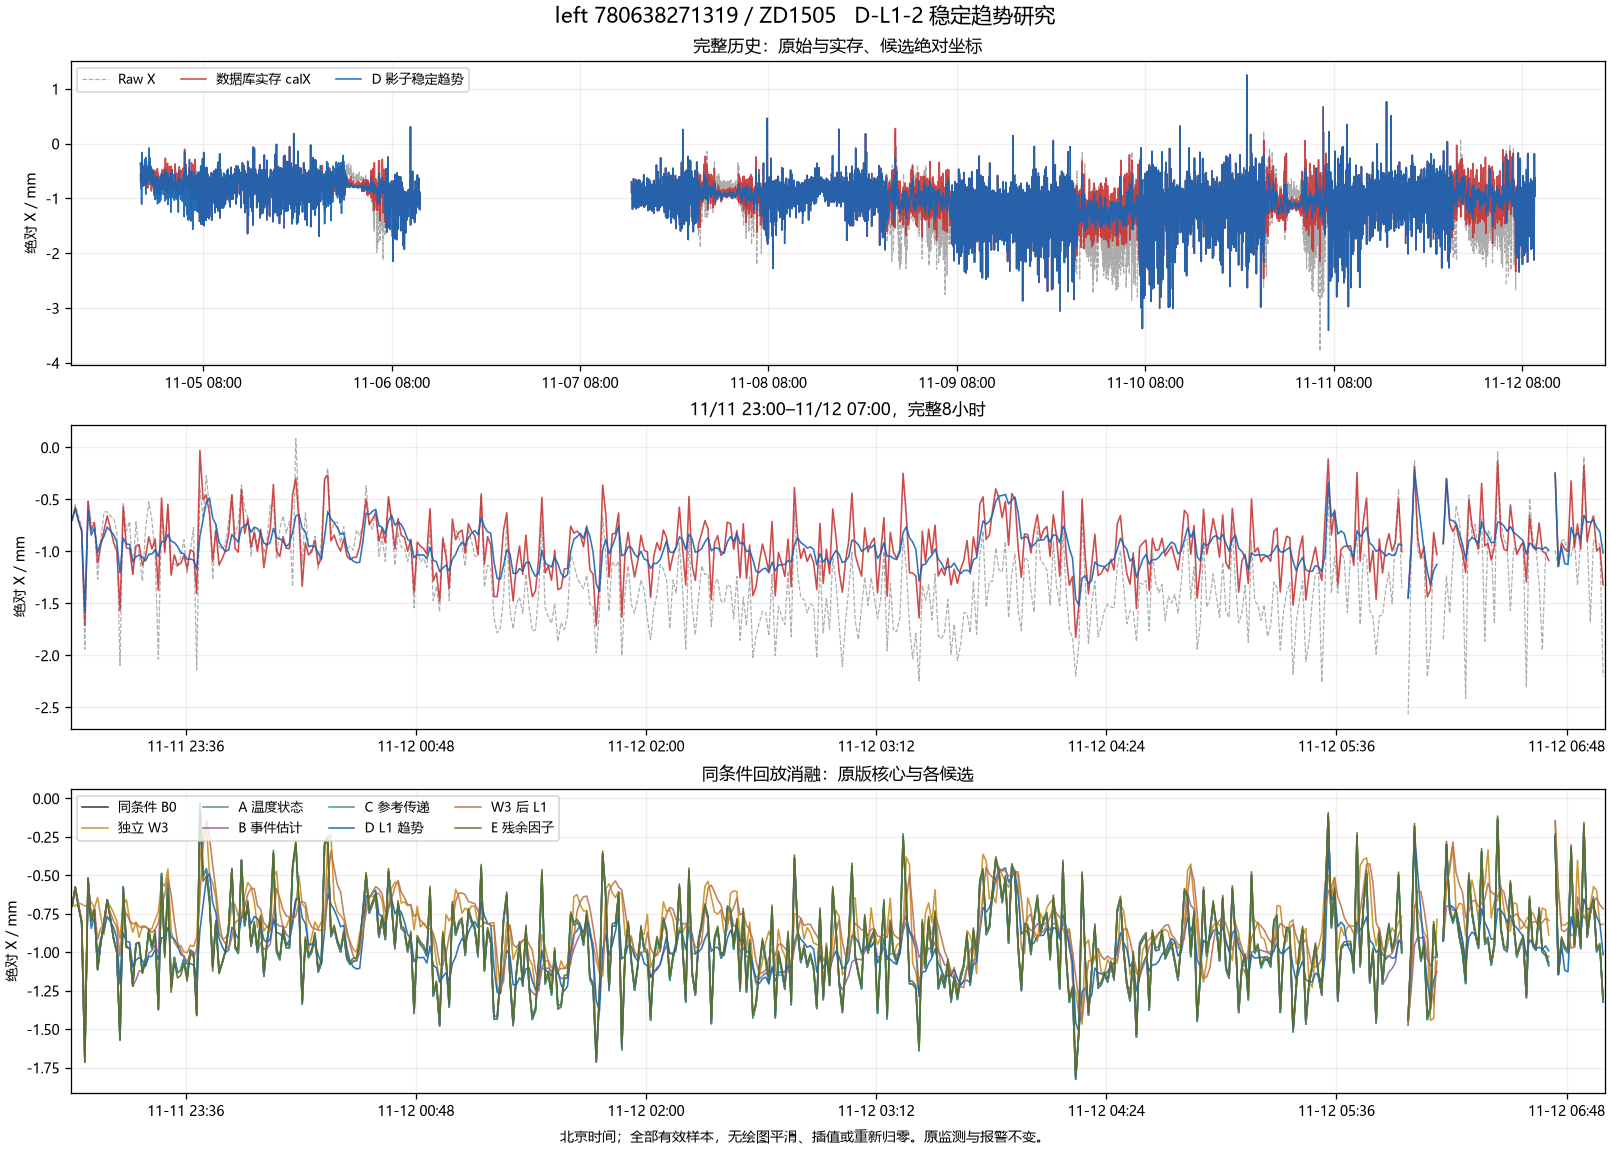 left 780638271319 / ZD1505   D-L1-2 稳定趋势研究
完整历史：原始与实存、候选绝对坐标
Raw X   数据库实存 calX   D 影子稳定趋势
绝对 X / mm
1
0
-1
-2
-3
-4
11-05 08:00   11-06 08:00   11-07 08:00   11-08 08:00   11-09 08:00   11-10 08:00   11-11 08:00   11-12 08:00
11/11 23:00–11/12 07:00，完整8小时
绝对 X / mm
0.0
-0.5
-1.0
-1.5
-2.0
-2.5
11-11 23:36   11-12 00:48   11-12 02:00   11-12 03:12   11-12 04:24   11-12 05:36   11-12 06:48
同条件回放消融：原版核心与各候选
同条件 B0   A 温度状态   C 参考传递   W3 后 L1
独立 W3   B 事件估计   D L1 趋势   E 残余因子
绝对 X / mm
0.00
-0.25
-0.50
-0.75
-1.00
-1.25
-1.50
-1.75
11-11 23:36   11-12 00:48   11-12 02:00   11-12 03:12   11-12 04:24   11-12 05:36   11-12 06:48
北京时间；全部有效样本，无绘图平滑、插值或重新归零。原监测与报警不变。